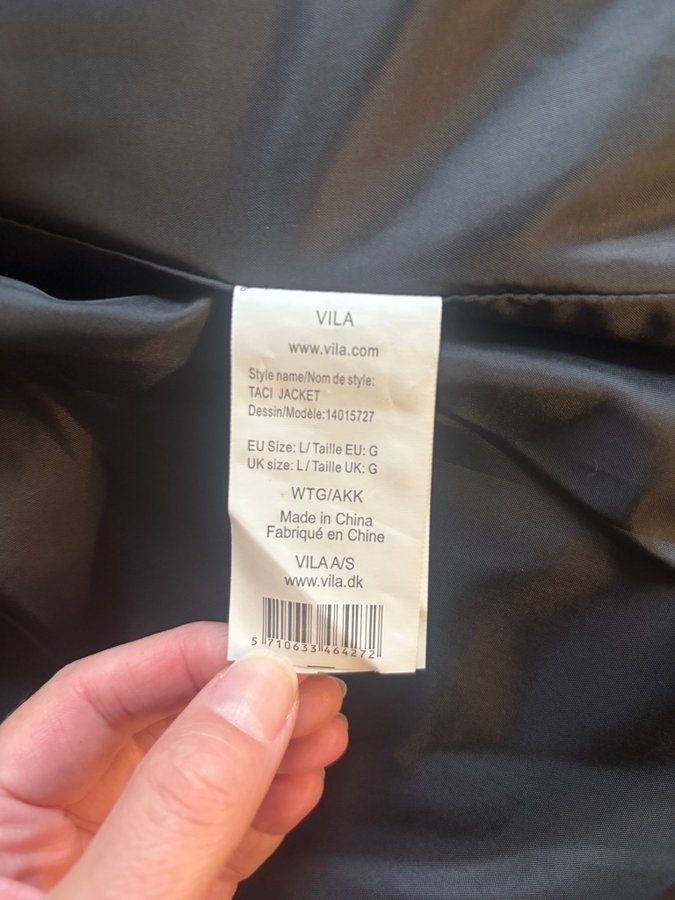 VILA
www.vila.com
Style name/Nom de style:
TACI JACKET
Dessin/Modèle:14015727
EU Size: L/ Taille EU: G
UK size: L/ Taille UK: G
WTG/AKK
Made in China
Fabriqué en Chine
VILA A/S
www.vila.dk
5 710633 464272